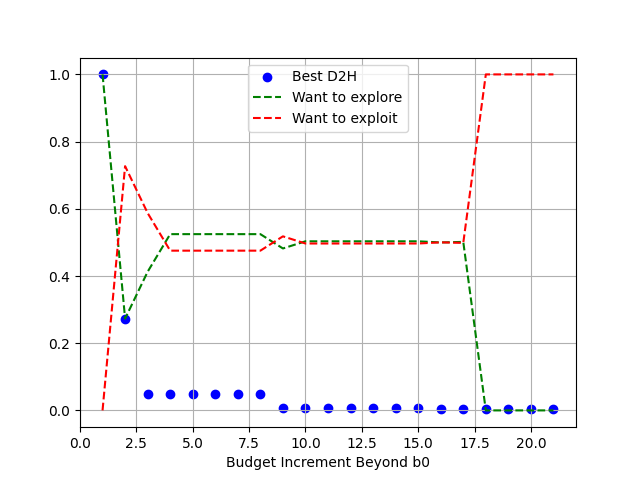 Best D2H
Want to explore
Want to exploit
1.0
0.8
0.6
0.4
0.2
0.0
0.0 2.5 5.0 7.5 10.0 12.5 15.0 17.5 20.0
Budget Increment Beyond b0